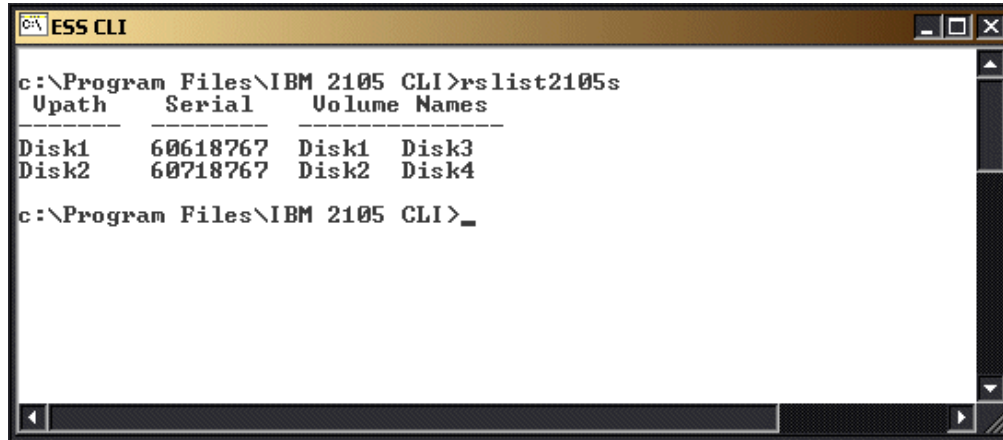 ESS CLI
c:\Program Files\IBM 2105 CLI>rslist2105s
Vpath Serial Volume Names
------- -------- --------------
Disk1 60618767 Disk1 Disk3
Disk2 60718767 Disk2 Disk4
c:\Program Files\IBM 2105 CLI>_